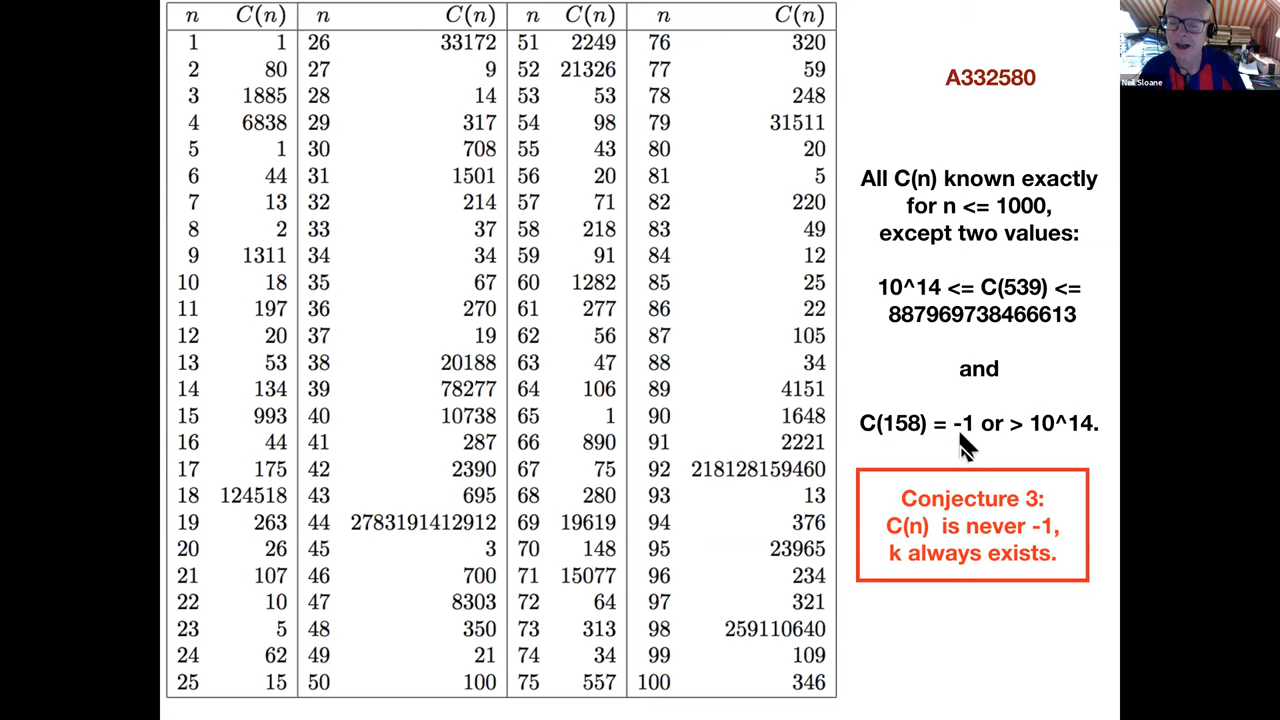 n C(n) n C(n) n C(n) n C(n)
1 1 26 33172 51 2249 76 320
2 80 27 9 52 21326 77 59
3 1885 28 14 53 53 78 248
4 6838 29 317 54 98 79 31511
5 1 30 708 55 43 80 20
6 44 31 1501 56 20 81 5
7 13 32 214 57 71 82 220
8 2 33 37 58 218 83 49
9 1311 34 34 59 91 84 12
10 18 35 67 60 1282 85 25
11 197 36 270 61 277 86 22
12 20 37 19 62 56 87 105
13 53 38 20188 63 47 88 34
14 134 39 78277 64 106 89 4151
15 993 40 10738 65 1 90 1648
16 44 41 287 66 890 91 2221
17 175 42 2390 67 75 92 218128159460
18 124518 43 695 68 280 93 13
19 263 44 2783191412912 69 19619 94 376
20 26 45 3 70 148 95 23965
21 107 46 700 71 15077 96 234
22 10 47 8303 72 64 97 321
23 5 48 350 73 313 98 259110640
24 62 49 21 74 34 99 109
25 15 50 100 75 557 100 346
A332580
All C(n) known exactly
for n <= 1000,
except two values:
10^14 <= C(539) <=
887969738466613
and
C(158) = -1 or > 10^14.
Conjecture 3:
C(n) is never -1,
k always exists.
Neil Sloane